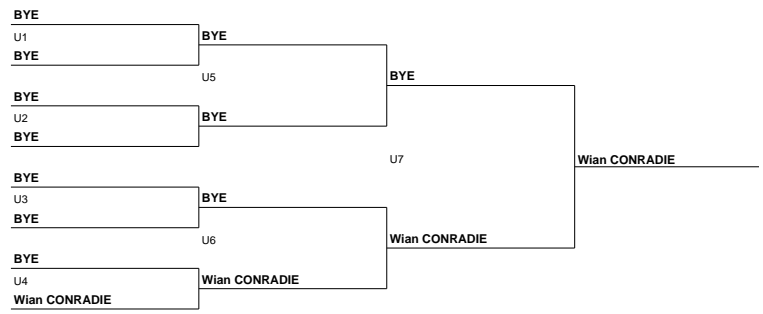 BYE
U1 BYE
BYE
U5 BYE
BYE
U2 BYE
BYE
U7 Wian CONRADIE
BYE
U3 BYE
BYE
U6 Wian CONRADIE
BYE
U4 Wian CONRADIE
Wian CONRADIE